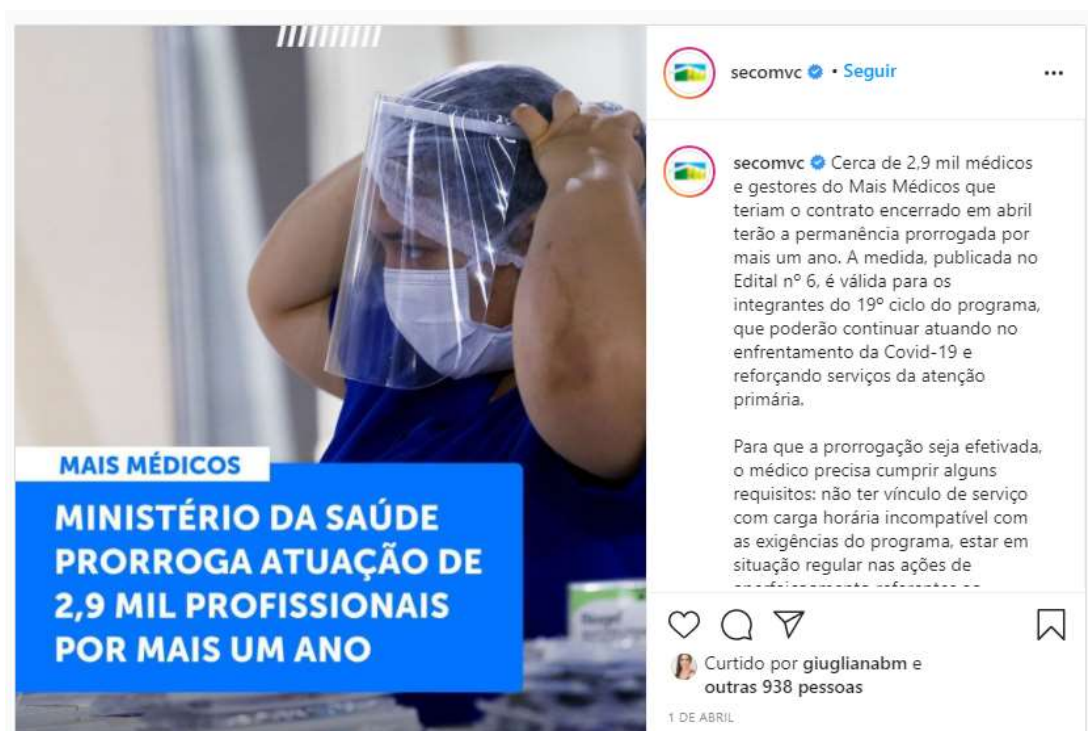 MAIS MÉDICOS
MINISTÉRIO DA SAÚDE
PRORROGA ATUAÇÃO DE
2,9 MIL PROFISSIONAIS
POR MAIS UM ANO
secomvc • Seguir
secomvc Cerca de 2,9 mil médicos
e gestores do Mais Médicos que
teriam o contrato encerrado em abril
terão a permanência prorrogada por
mais um ano. A medida, publicada no
Edital nº 6, é válida para os
integrantes do 19º ciclo do programa,
que poderão continuar atuando no
enfrentamento da Covid-19 e
reforçando serviços da atenção
primária.
Para que a prorrogação seja efetivada,
o médico precisa cumprir alguns
requisitos: não ter vínculo de serviço
com carga horária incompatível com
as exigências do programa, estar em
situação regular nas ações de
Curtido por giuglianabm e
outras 938 pessoas
1 DE ABRIL